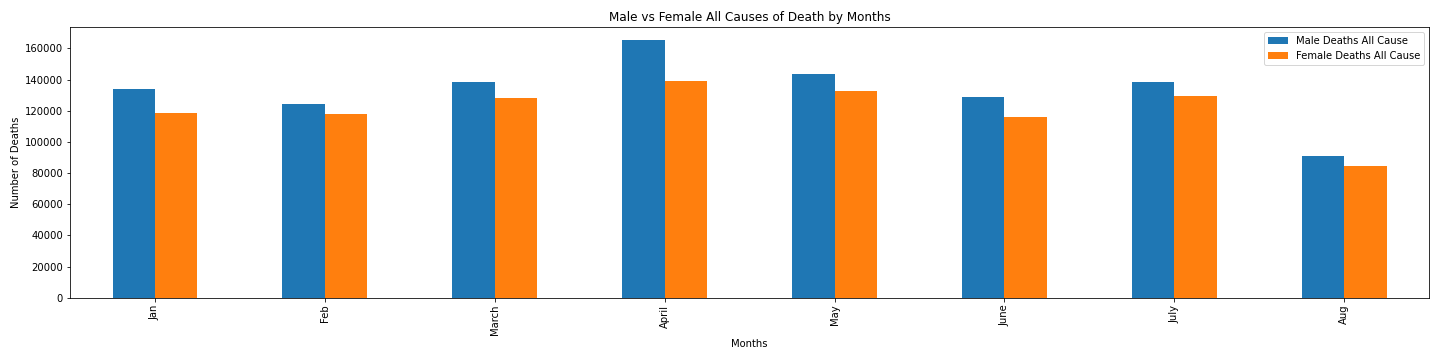 Male vs Female All Causes of Death by Months
Male Deaths All Cause
Female Deaths All Cause
Number of Deaths
160000
140000
120000
100000
80000
60000
40000
20000
0
Jan
Feb
March
April
May
June
July
Aug
Months